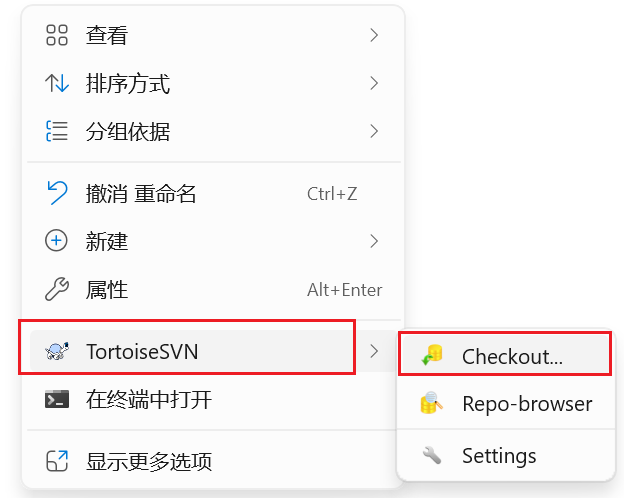 查看
排序方式
分组依据
撤消 重命名 Ctrl+Z
新建
属性 Alt+Enter
TortoiseSVN
在终端中打开
显示更多选项
Checkout...
Repo-browser
Settings